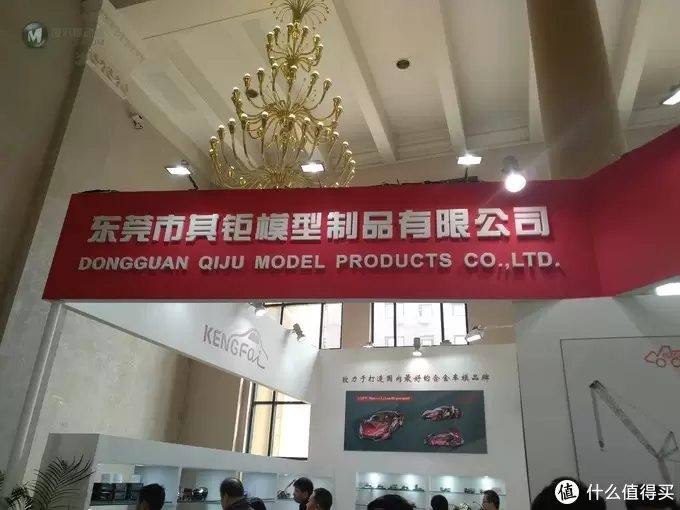 东莞市其钜模型制品有限公司
DONGGUAN QIJU MODEL PRODUCTS CO.,LTD.
KENGFai
致力于打造国内最好的合金车模品牌
值 什么值得买